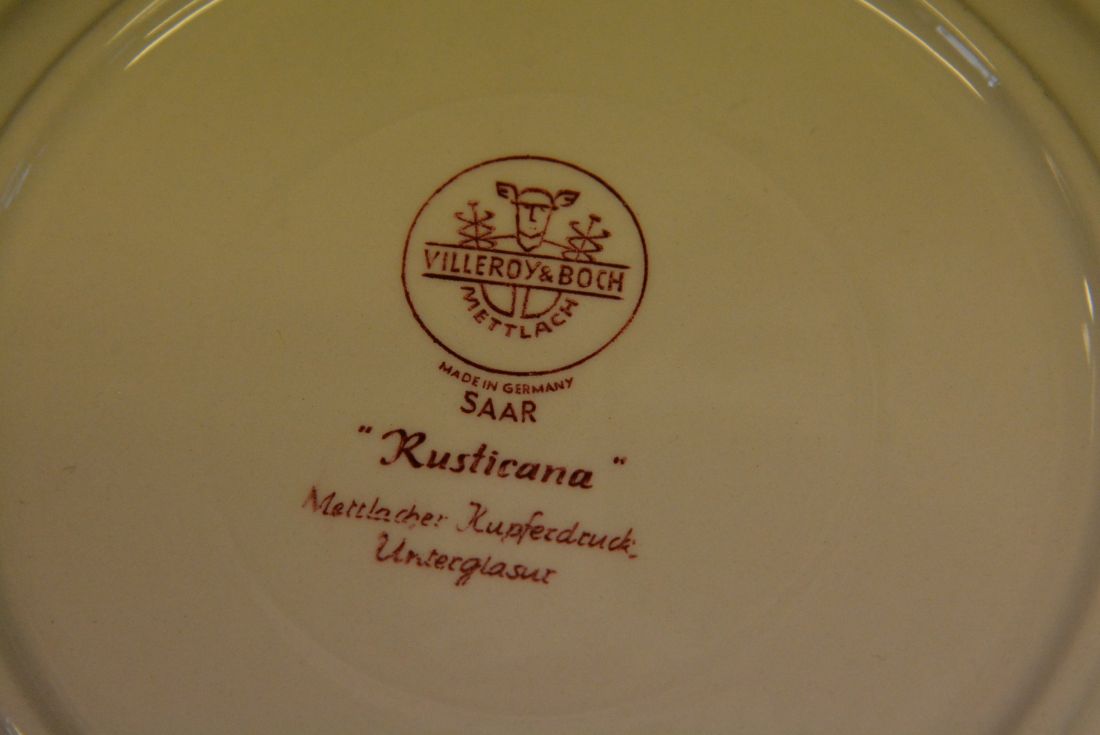 VILLEROY & BOCH
METTLACH
MADE IN GERMANY
SAAR
"Rusticana"
Mettlacher Kupferdruck
Unterglasur